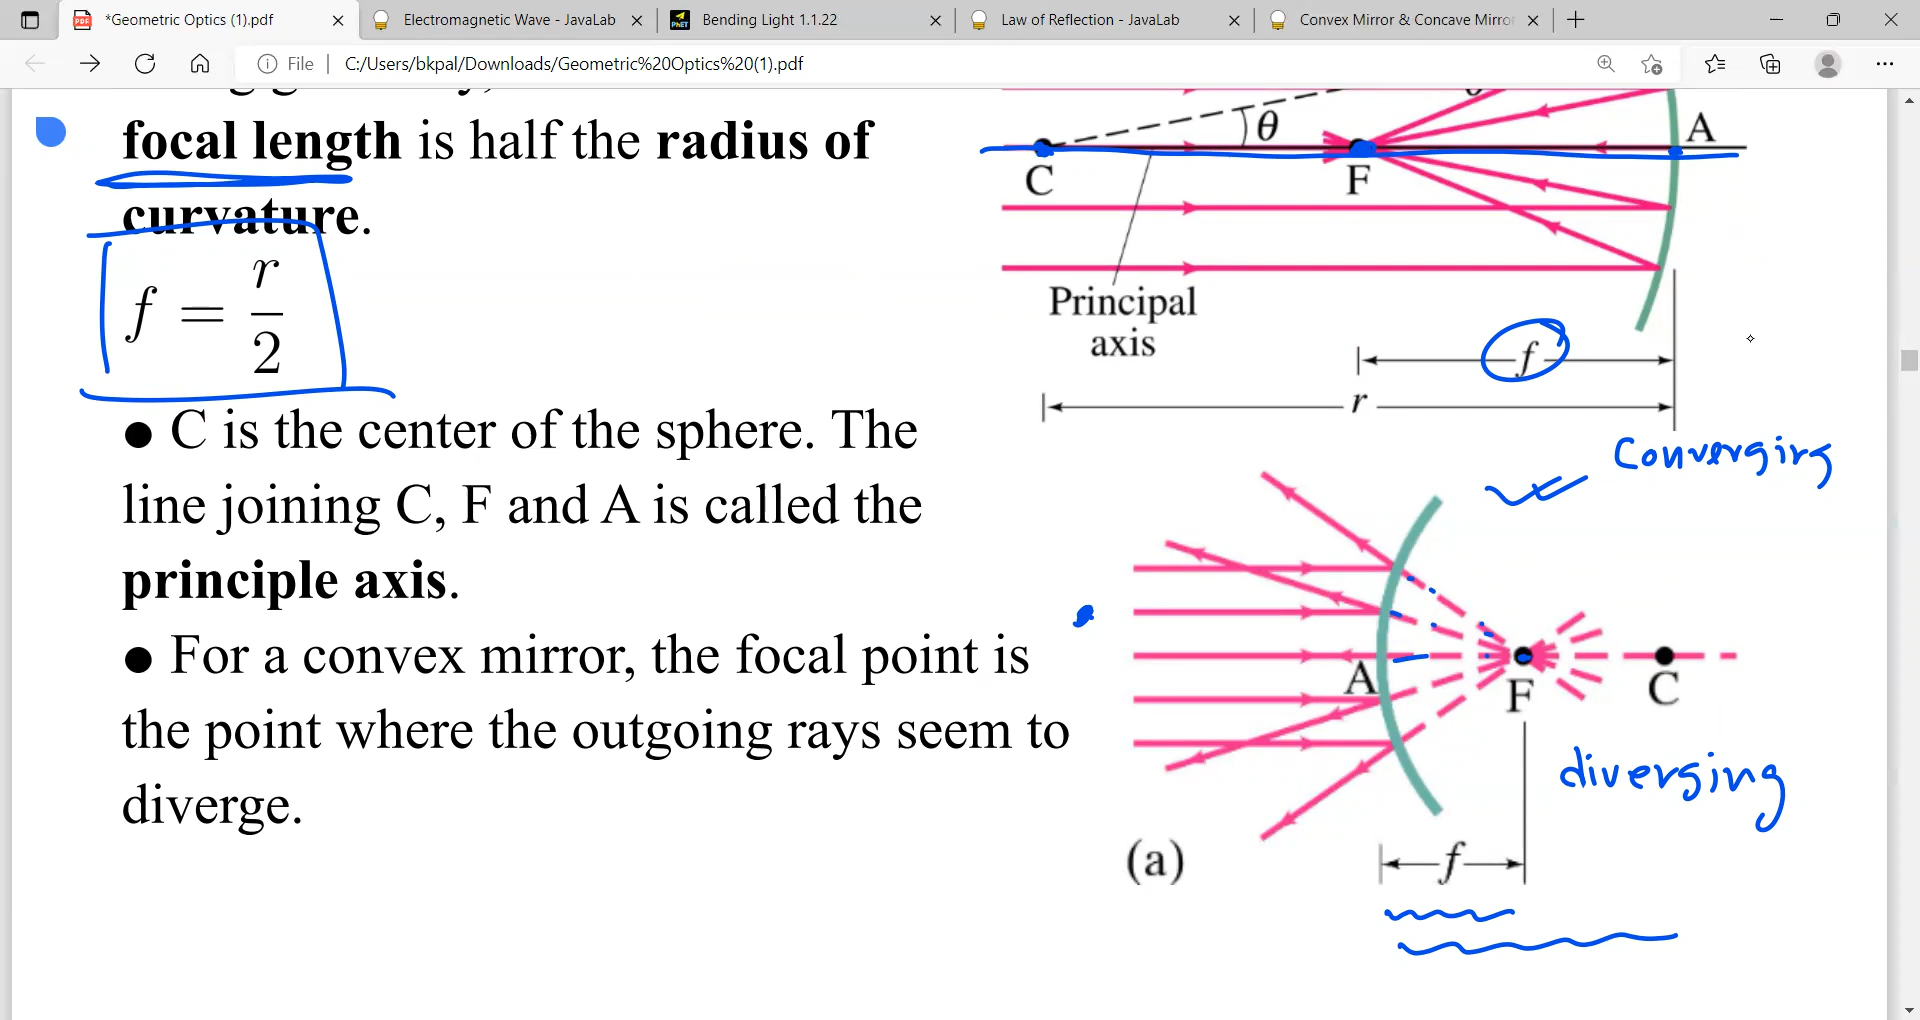 *Geometric Optics (1).pdf
Electromagnetic Wave - JavaLab
Bending Light 1.1.22
Law of Reflection - JavaLab
Convex Mirror & Concave Mirror
File
C:/Users/bkpal/Downloads/Geometric%20Optics%20(1).pdf
focal length is half the radius of
curvature.
f = r/2
● C is the center of the sphere. The
line joining C, F and A is called the
principle axis.
● For a convex mirror, the focal point is
the point where the outgoing rays seem to
diverge.
θ
A
C
F
Principal
axis
f
r
Converging
A
F
C
diverging
(a)
f